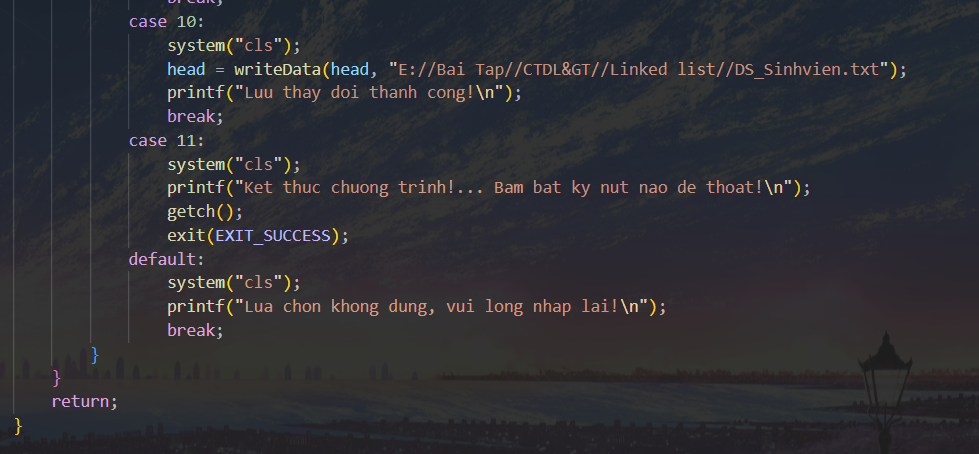 break;
case 10:
system("cls");
head = writeData(head, "E://Bai Tap//CTDL&GT//Linked list//DS_Sinhvien.txt");
printf("Luu thay doi thanh cong!\n");
break;
case 11:
system("cls");
printf("Ket thuc chuong trinh!... Bam bat ky nut nao de thoat!\n");
getch();
exit(EXIT_SUCCESS);
default:
system("cls");
printf("Lua chon khong dung, vui long nhap lai!\n");
break;
}
}
return;
}